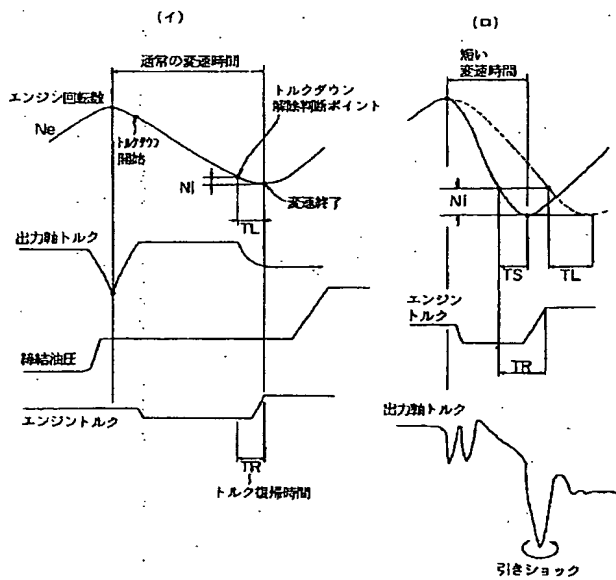 (イ)
通常の変速時間
エンジン回転数
Ne
トルクダウン
開始
トルクダウン
解除判断ポイント
Ni
変速終了
TL
出力軸トルク
締結油圧
エンジントルク
TR
トルク復帰時間
(ロ)
短い
変速時間
Ni
TS
TL
エンジン
トルク
TR
出力軸トルク
引きショック